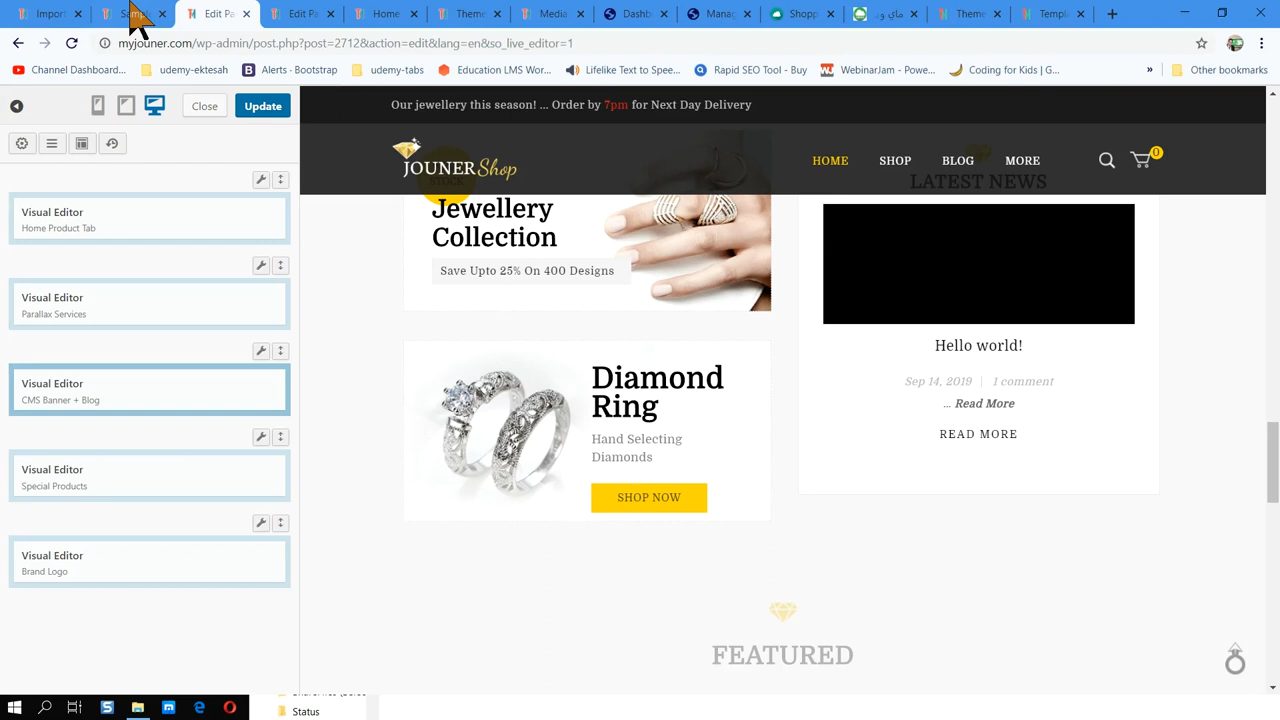 Import
Edit Pa
Edit Pa
Home
Media
Dashb
Manag
Shopp
ماي وو
Theme
Templ
myjouner.com/wp-admin/post.php?post=2712&action=edit&lang=en&so_live_editor=1
Channel Dashboard...
udemy-ektesah
Alerts · Bootstrap
udemy-tabs
Education LMS Wor...
Lifelike Text to Spee...
Rapid SEO Tool - Buy
WebinarJam - Powe...
Coding for Kids | G...
»
Other bookmarks
Close
Update
Our jewellery this season! ... Order by 7pm for Next Day Delivery
JOUNER Shop
HOME
SHOP
BLOG
MORE
0
LATEST NEWS
Visual Editor
Home Product Tab
Visual Editor
Parallax Services
Visual Editor
CMS Banner + Blog
Visual Editor
Special Products
Visual Editor
Brand Logo
Jewellery
Collection
Save Upto 25% On 400 Designs
Diamond
Ring
Hand Selecting
Diamonds
SHOP NOW
Hello world!
Sep 14, 2019 | 1 comment
... Read More
READ MORE
FEATURED
Status